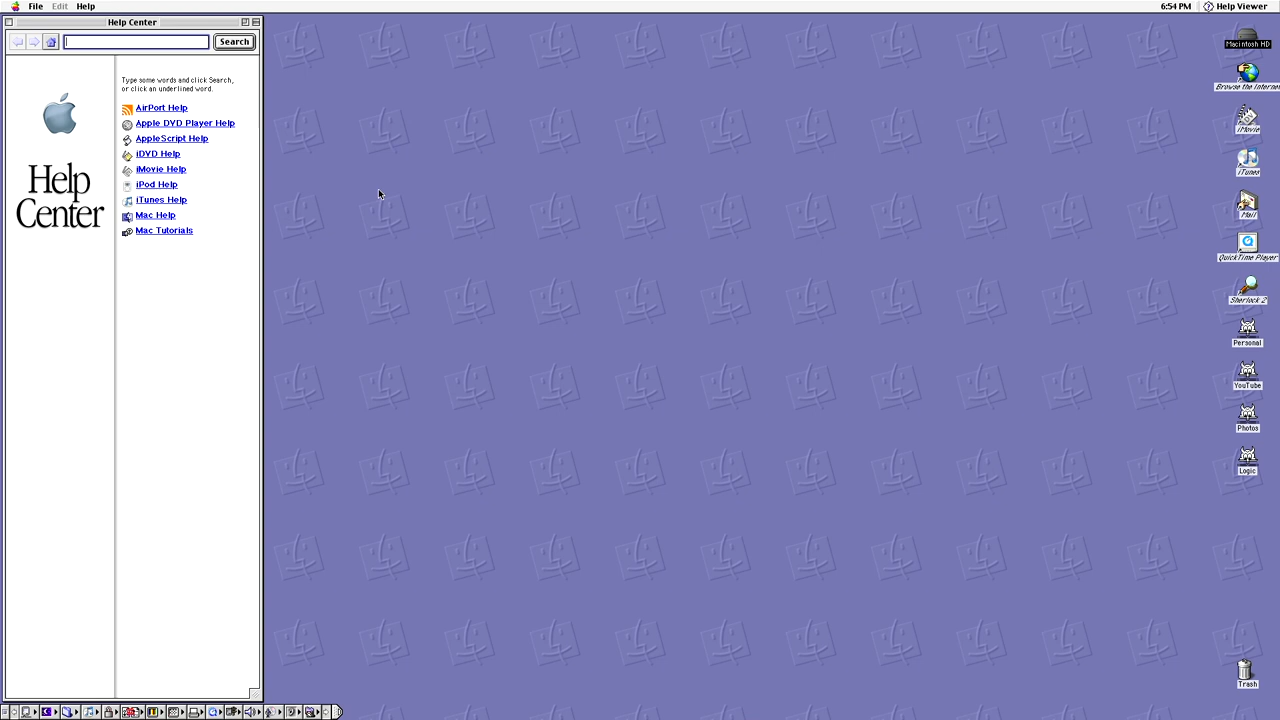 File Edit Help
6:54 PM Help Viewer
Help Center
Search
Type some words and click Search,
or click an underlined word.
AirPort Help
Apple DVD Player Help
AppleScript Help
iDVD Help
iMovie Help
iPod Help
iTunes Help
Mac Help
Mac Tutorials
Help
Center
Macintosh HD
Browse the Internet
iMovie
iTunes
Mail
QuickTime Player
Sherlock 2
Personal
YouTube
Photos
Logic
Trash